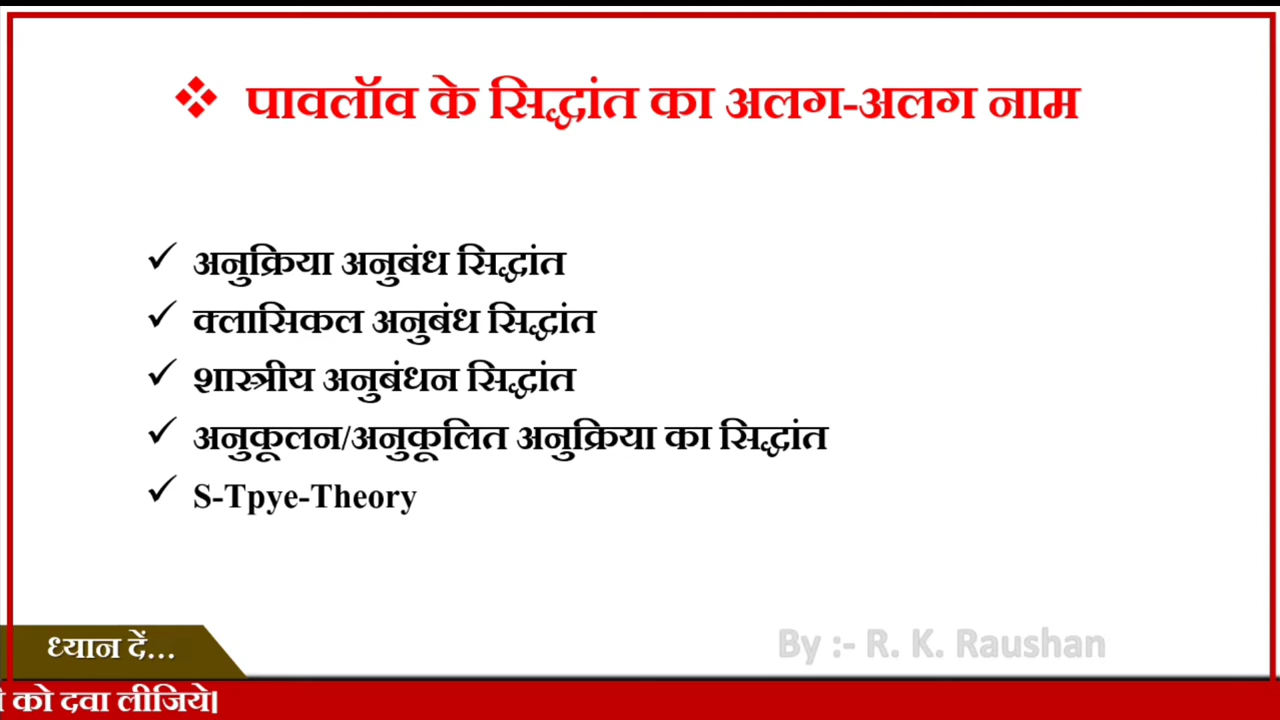 पावलॉव के सिद्धांत का अलग-अलग नाम
अनुक्रिया अनुबंध सिद्धांत
क्लासिकल अनुबंध सिद्धांत
शास्त्रीय अनुबंधन सिद्धांत
अनुकूलन/अनुकूलित अनुक्रिया का सिद्धांत
S-Tpye-Theory
By :- R. K. Raushan
ध्यान दें...
को दवा लीजिये।